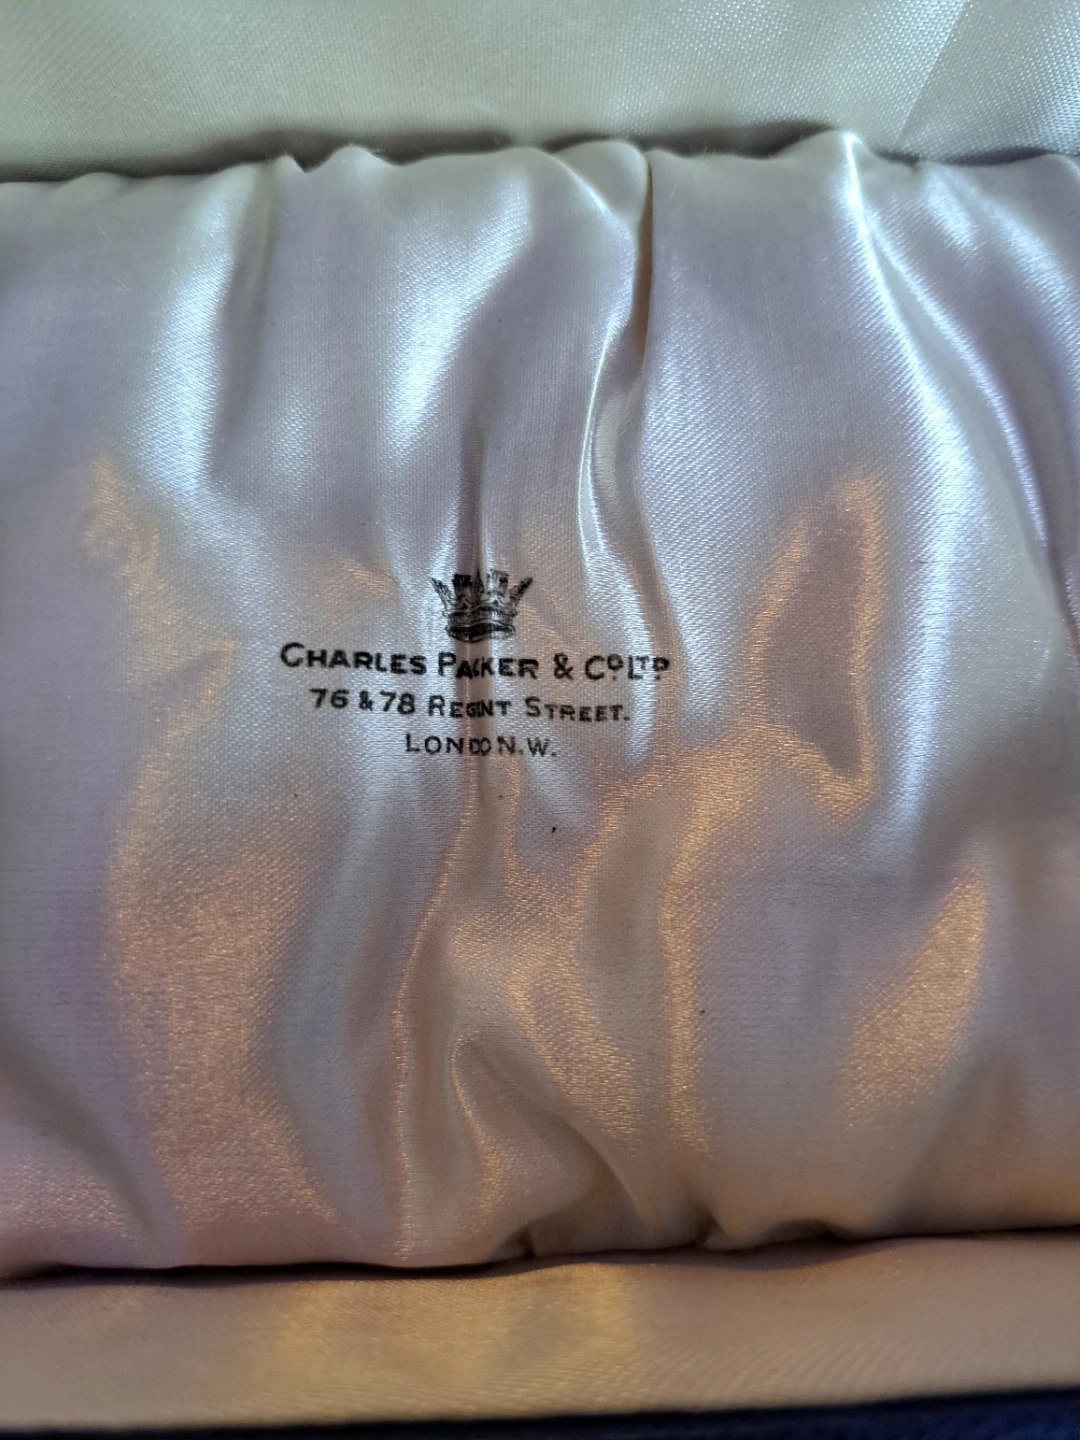 CHARLES PACKER & CO LTD
76 & 78 REGENT STREET.
LONDON.W.